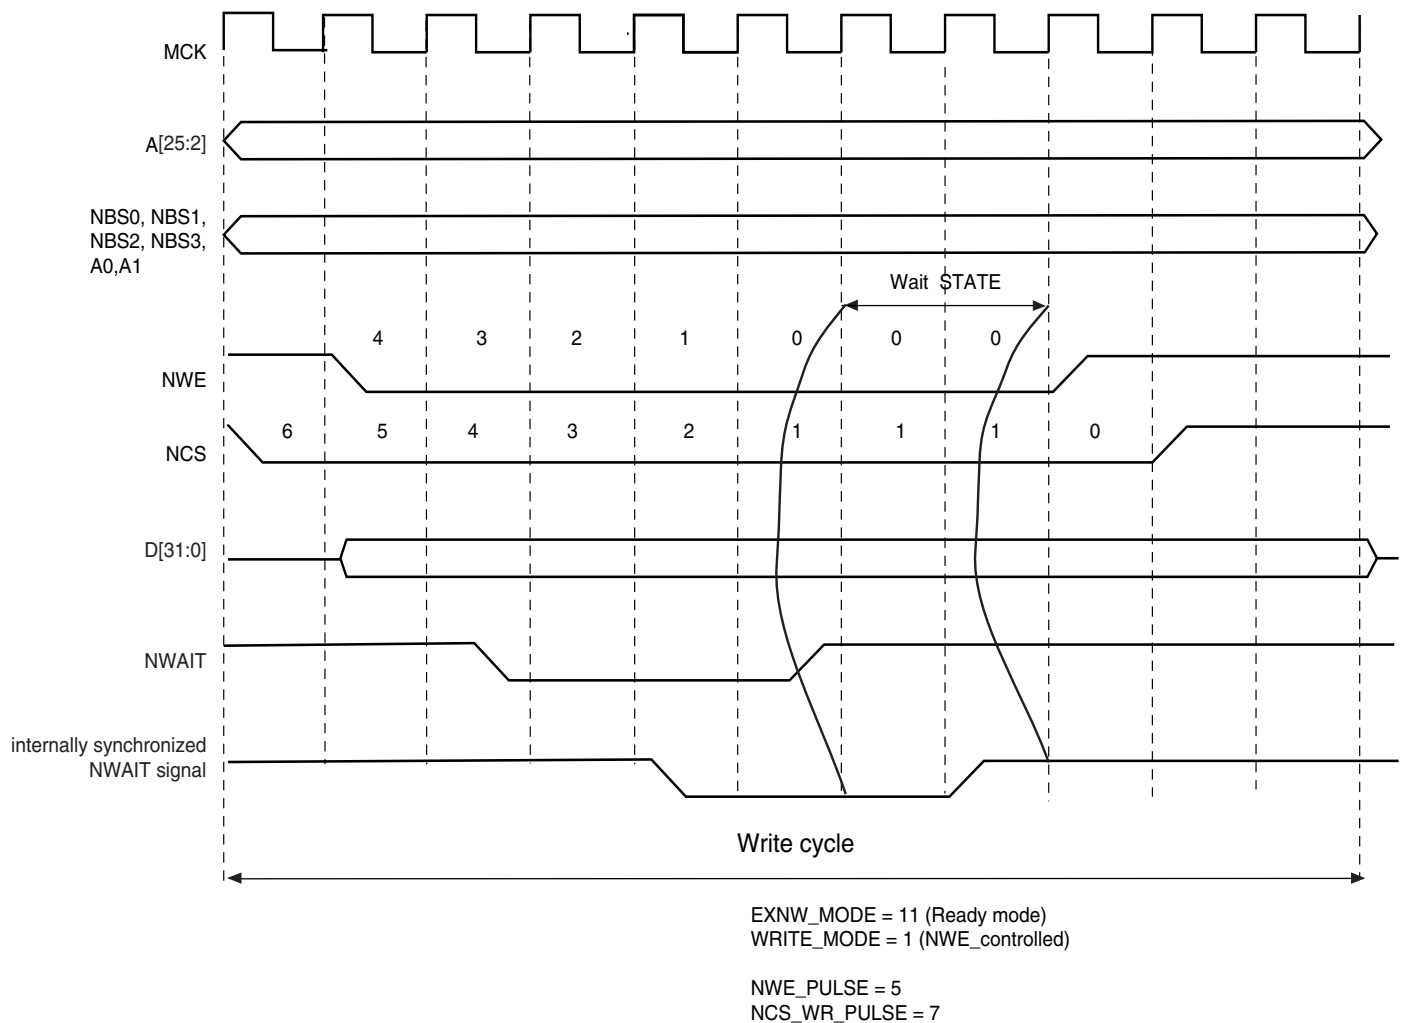 MCK
A[25:2]
NBS0, NBS1,
NBS2, NBS3,
A0,A1
Wait STATE
4 3 2 1 0 0 0
NWE
6 5 4 3 2 1 1 1 0
NCS
D[31:0]
NWAIT
internally synchronized
NWAIT signal
Write cycle
EXNW_MODE = 11 (Ready mode)
WRITE_MODE = 1 (NWE_controlled)
NWE_PULSE = 5
NCS_WR_PULSE = 7